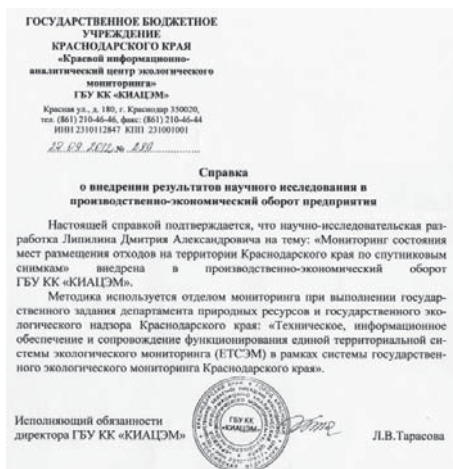 ГОСУДАРСТВЕННОЕ БЮДЖЕТНОЕ
УЧРЕЖДЕНИЕ
КРАСНОДАРСКОГО КРАЯ
«Краевой информационно-
аналитический центр экологического
мониторинга»
ГБУ КК «КИАЦЭМ»
Красная ул., д. 180, г. Краснодар 350020,
тел. (861) 210-46-46, факс: (861) 210-46-44
ИНН 2310112847 КПП 231001001
27.09.2012 № 280
Справка
о внедрении результатов научного исследования в
производственно-экономический оборот предприятия
Настоящей справкой подтверждается, что научно-исследовательская раз-
работка Липилина Дмитрия Александровича на тему: «Мониторинг состояния
мест размещения отходов на территории Краснодарского края по спутниковым
снимкам» внедрена в производственно-экономический оборот
ГБУ КК «КИАЦЭМ».
Методика используется отделом мониторинга при выполнении государ-
ственного задания департамента природных ресурсов и государственного эко-
логического надзора Краснодарского края: «Техническое, информационное
обеспечение и сопровождение функционирования единой территориальной си-
стемы экологического мониторинга (ЕТСЭМ) в рамках системы государствен-
ного экологического мониторинга Краснодарского края».
Исполняющий обязанности
директора ГБУ КК «КИАЦЭМ»
ГБУ КК
«КИАЦЭМ»
Л.В.Тарасова